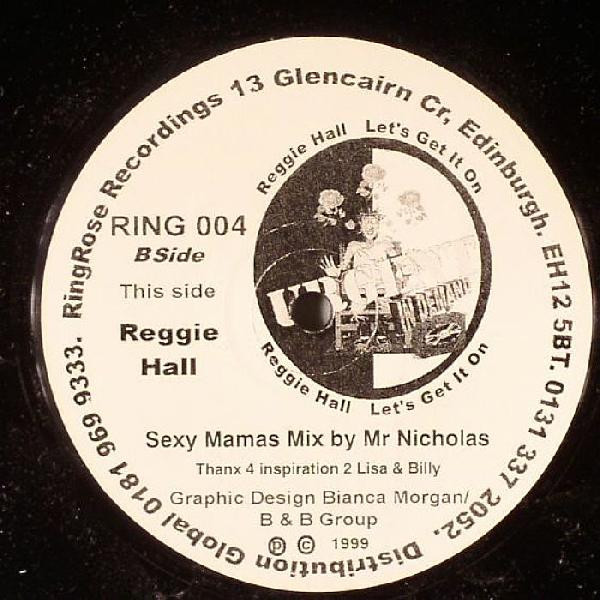 RingRose Recordings 13 Glencairn Cr, Edinburgh. EH12 5BT. 0131 337 2052. Distribution Global 0181 969 9333.
Reggie Hall Let's Get It On
RING 004
BSide
This side
Reggie
Hall
IN DEMAND
Reggie Hall Let's Get It On
Sexy Mamas Mix by Mr Nicholas
Thanx 4 inspiration 2 Lisa & Billy
Graphic Design Bianca Morgan/
B & B Group
℗ © 1999